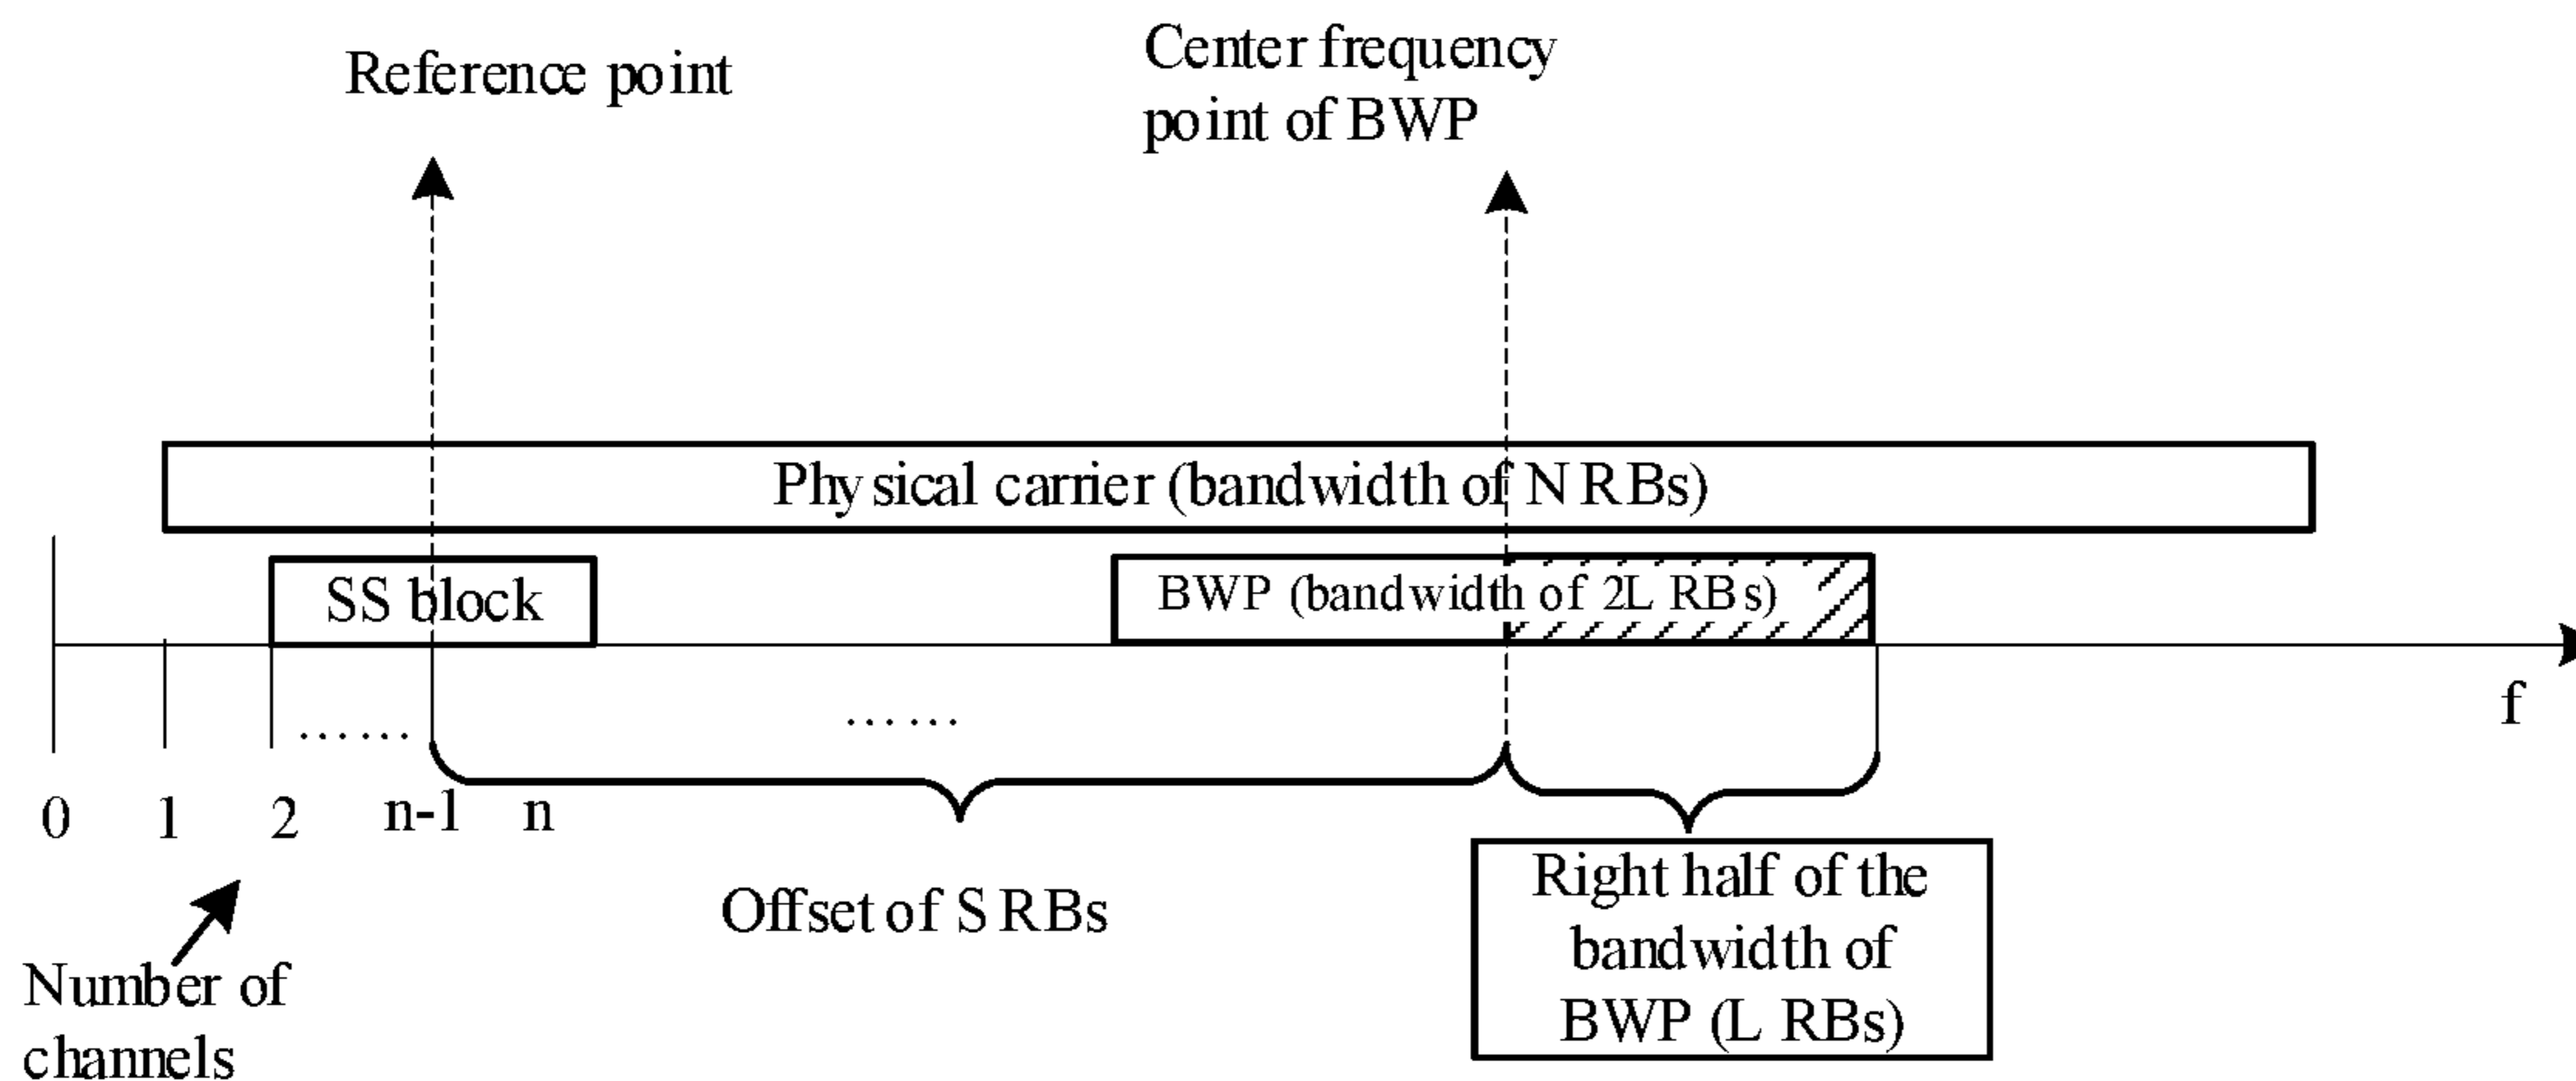 Reference point
Center frequency
point of BWP
Physical carrier (bandwidth of N RBs)
SS block
BWP (bandwidth of 2L RBs)
......
......
f
0 1 2 n-1 n
Offset of S RBs
Number of
channels
Right half of the
bandwidth of
BWP (L RBs)